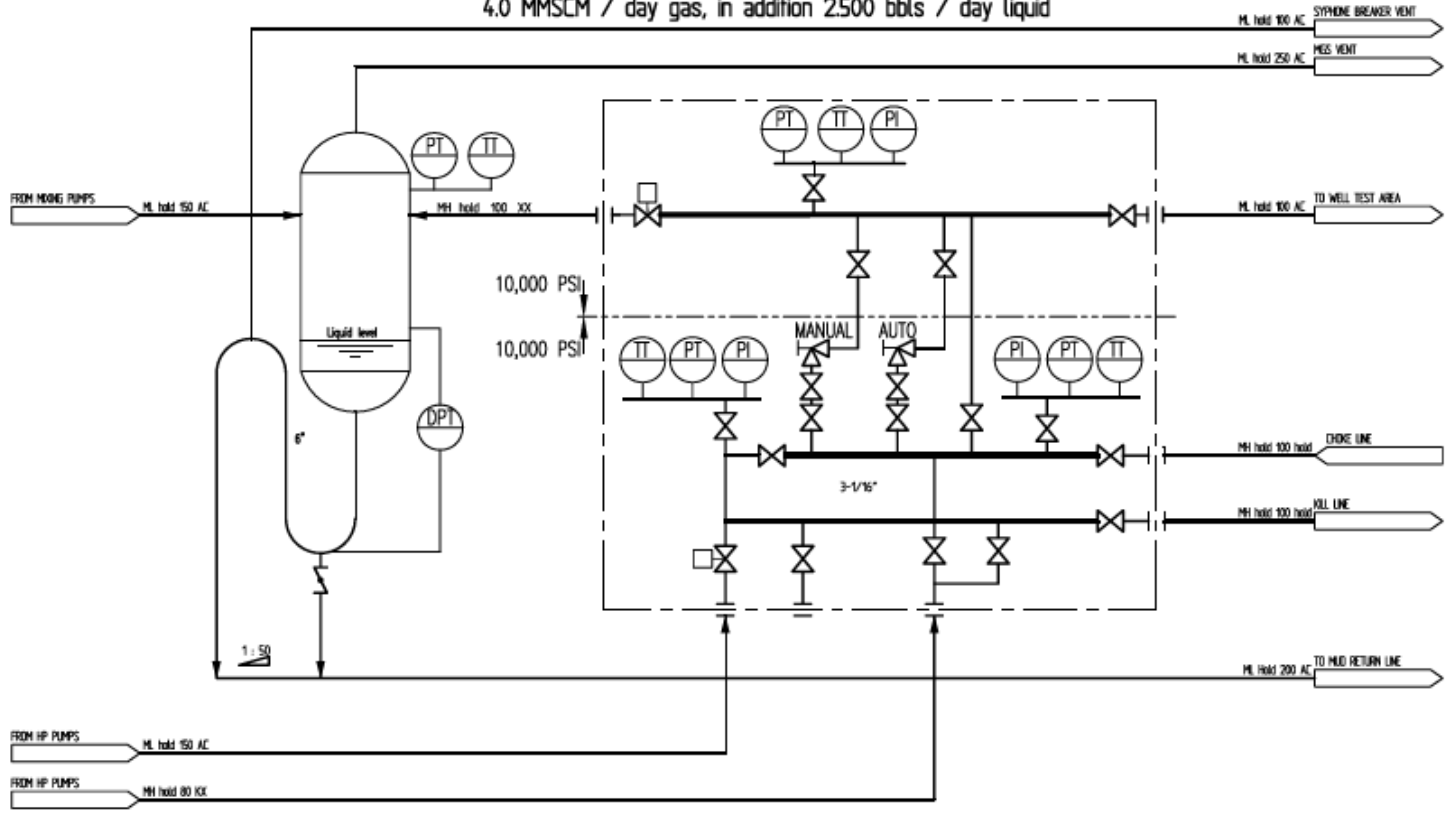 4.0 MMSCM / day gas, in addition 2.500 bbls / day liquid
ML hold 100 AC
SYPHONE BREAKER VENT
ML hold 250 AC
MGS VENT
PT
TT
PI
PT
TT
FROM MIXING PUMPS
ML hold 150 AC
MH hold 100 XX
ML hold 100 AC
TO WELL TEST AREA
10,000 PSI
10,000 PSI
Liquid level
MANUAL
AUTO
TT
PT
PI
PI
PT
TT
DPT
6"
MH hold 100 hold
CHOKE LINE
3-1/16"
MH hold 100 hold
KILL LINE
1 : 50
ML Hold 200 AC
TO MUD RETURN LINE
FROM HP PUMPS
ML hold 150 AC
FROM HP PUMPS
MH hold 80 KX